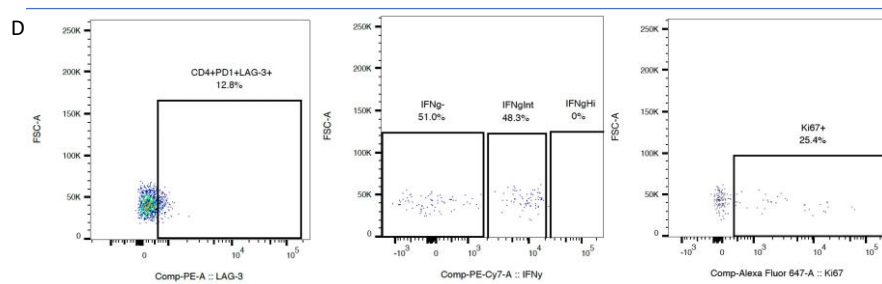 D
250K
200K
150K
100K
50K
0
FSC-A
CD4+PD1+LAG-3+
12.8%
0
10^4
10^5
Comp-PE-A :: LAG-3
250K
200K
150K
100K
50K
0
FSC-A
IFNg-
51.0%
IFNgInt
48.3%
IFNgHi
0%
-10^3
0
10^3
10^4
10^5
Comp-PE-Cy7-A :: IFNy
250K
200K
150K
100K
50K
0
FSC-A
Ki67+
25.4%
-10^3
0
10^3
10^4
10^5
Comp-Alexa Fluor 647-A :: Ki67